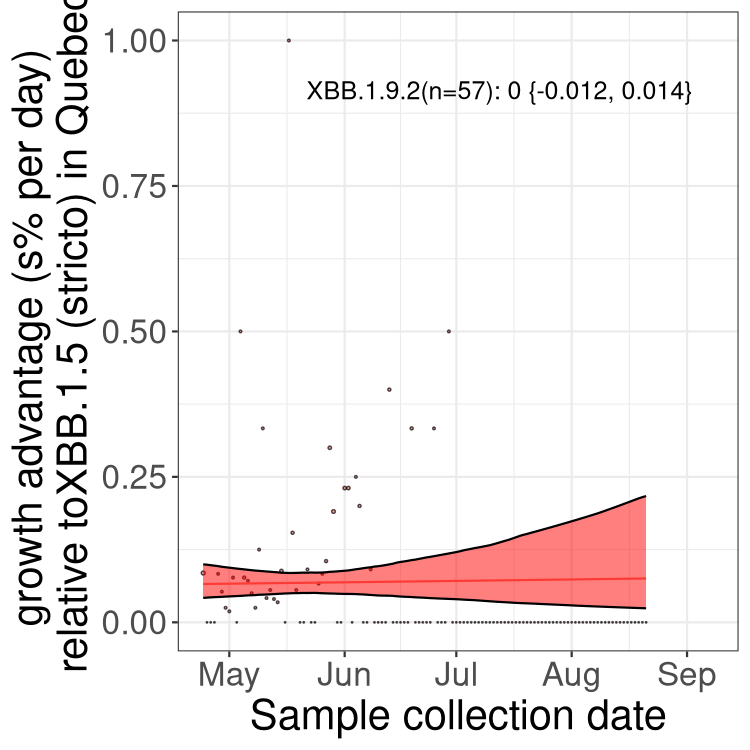 growth advantage (s% per day)
relative toXBB.1.5 (stricto) in Quebec
1.00
0.75
0.50
0.25
0.00
XBB.1.9.2(n=57): 0 {-0.012, 0.014}
May Jun Jul Aug Sep
Sample collection date